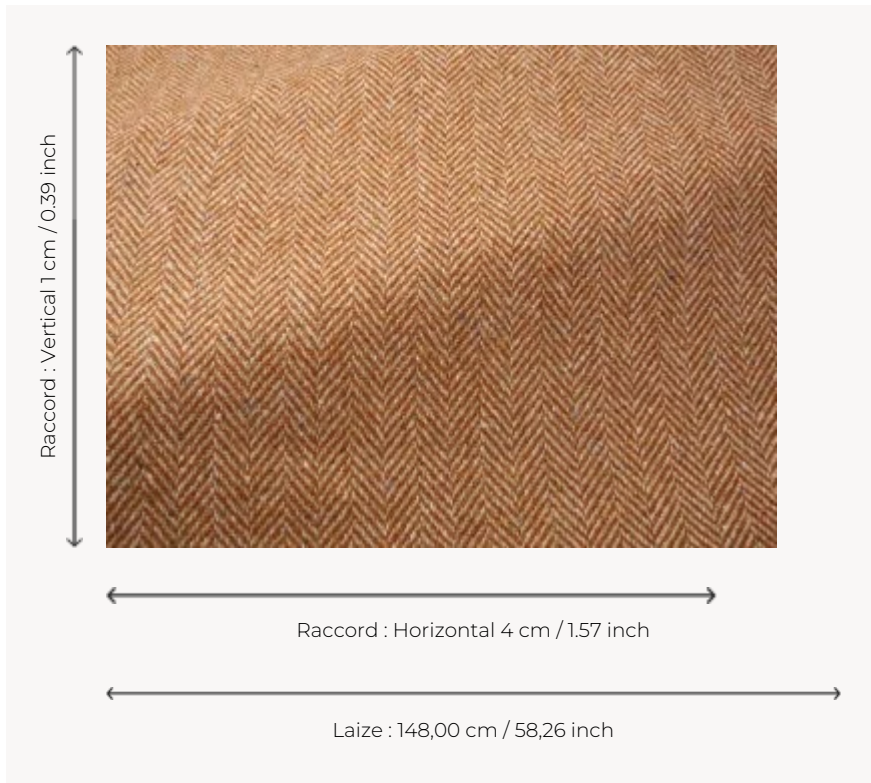 Raccord : Vertical 1 cm / 0.39 inch
Raccord : Horizontal 4 cm / 1.57 inch
Laize : 148,00 cm / 58,26 inch